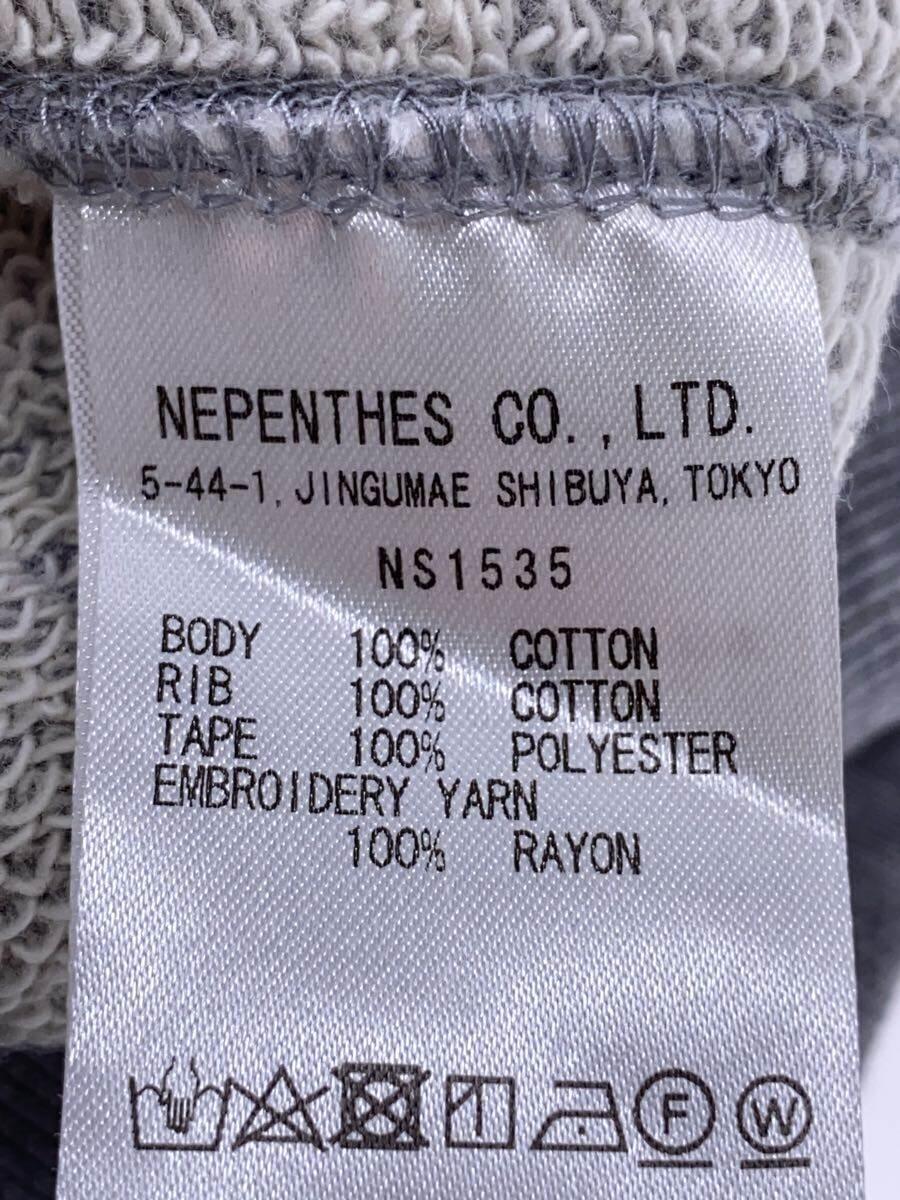 NEPENTHES CO., LTD.
5-44-1, JINGUMAE SHIBUYA, TOKYO
NS1535
BODY 100% COTTON
RIB 100% COTTON
TAPE 100% POLYESTER
EMBROIDERY YARN
100% RAYON
F W